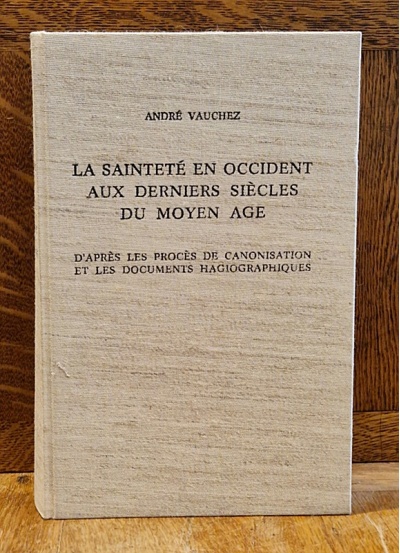 ANDRÉ VAUCHEZ
LA SAINTETÉ EN OCCIDENT
AUX DERNIERS SIÈCLES
DU MOYEN AGE
D'APRÈS LES PROCÈS DE CANONISATION
ET LES DOCUMENTS HAGIOGRAPHIQUES